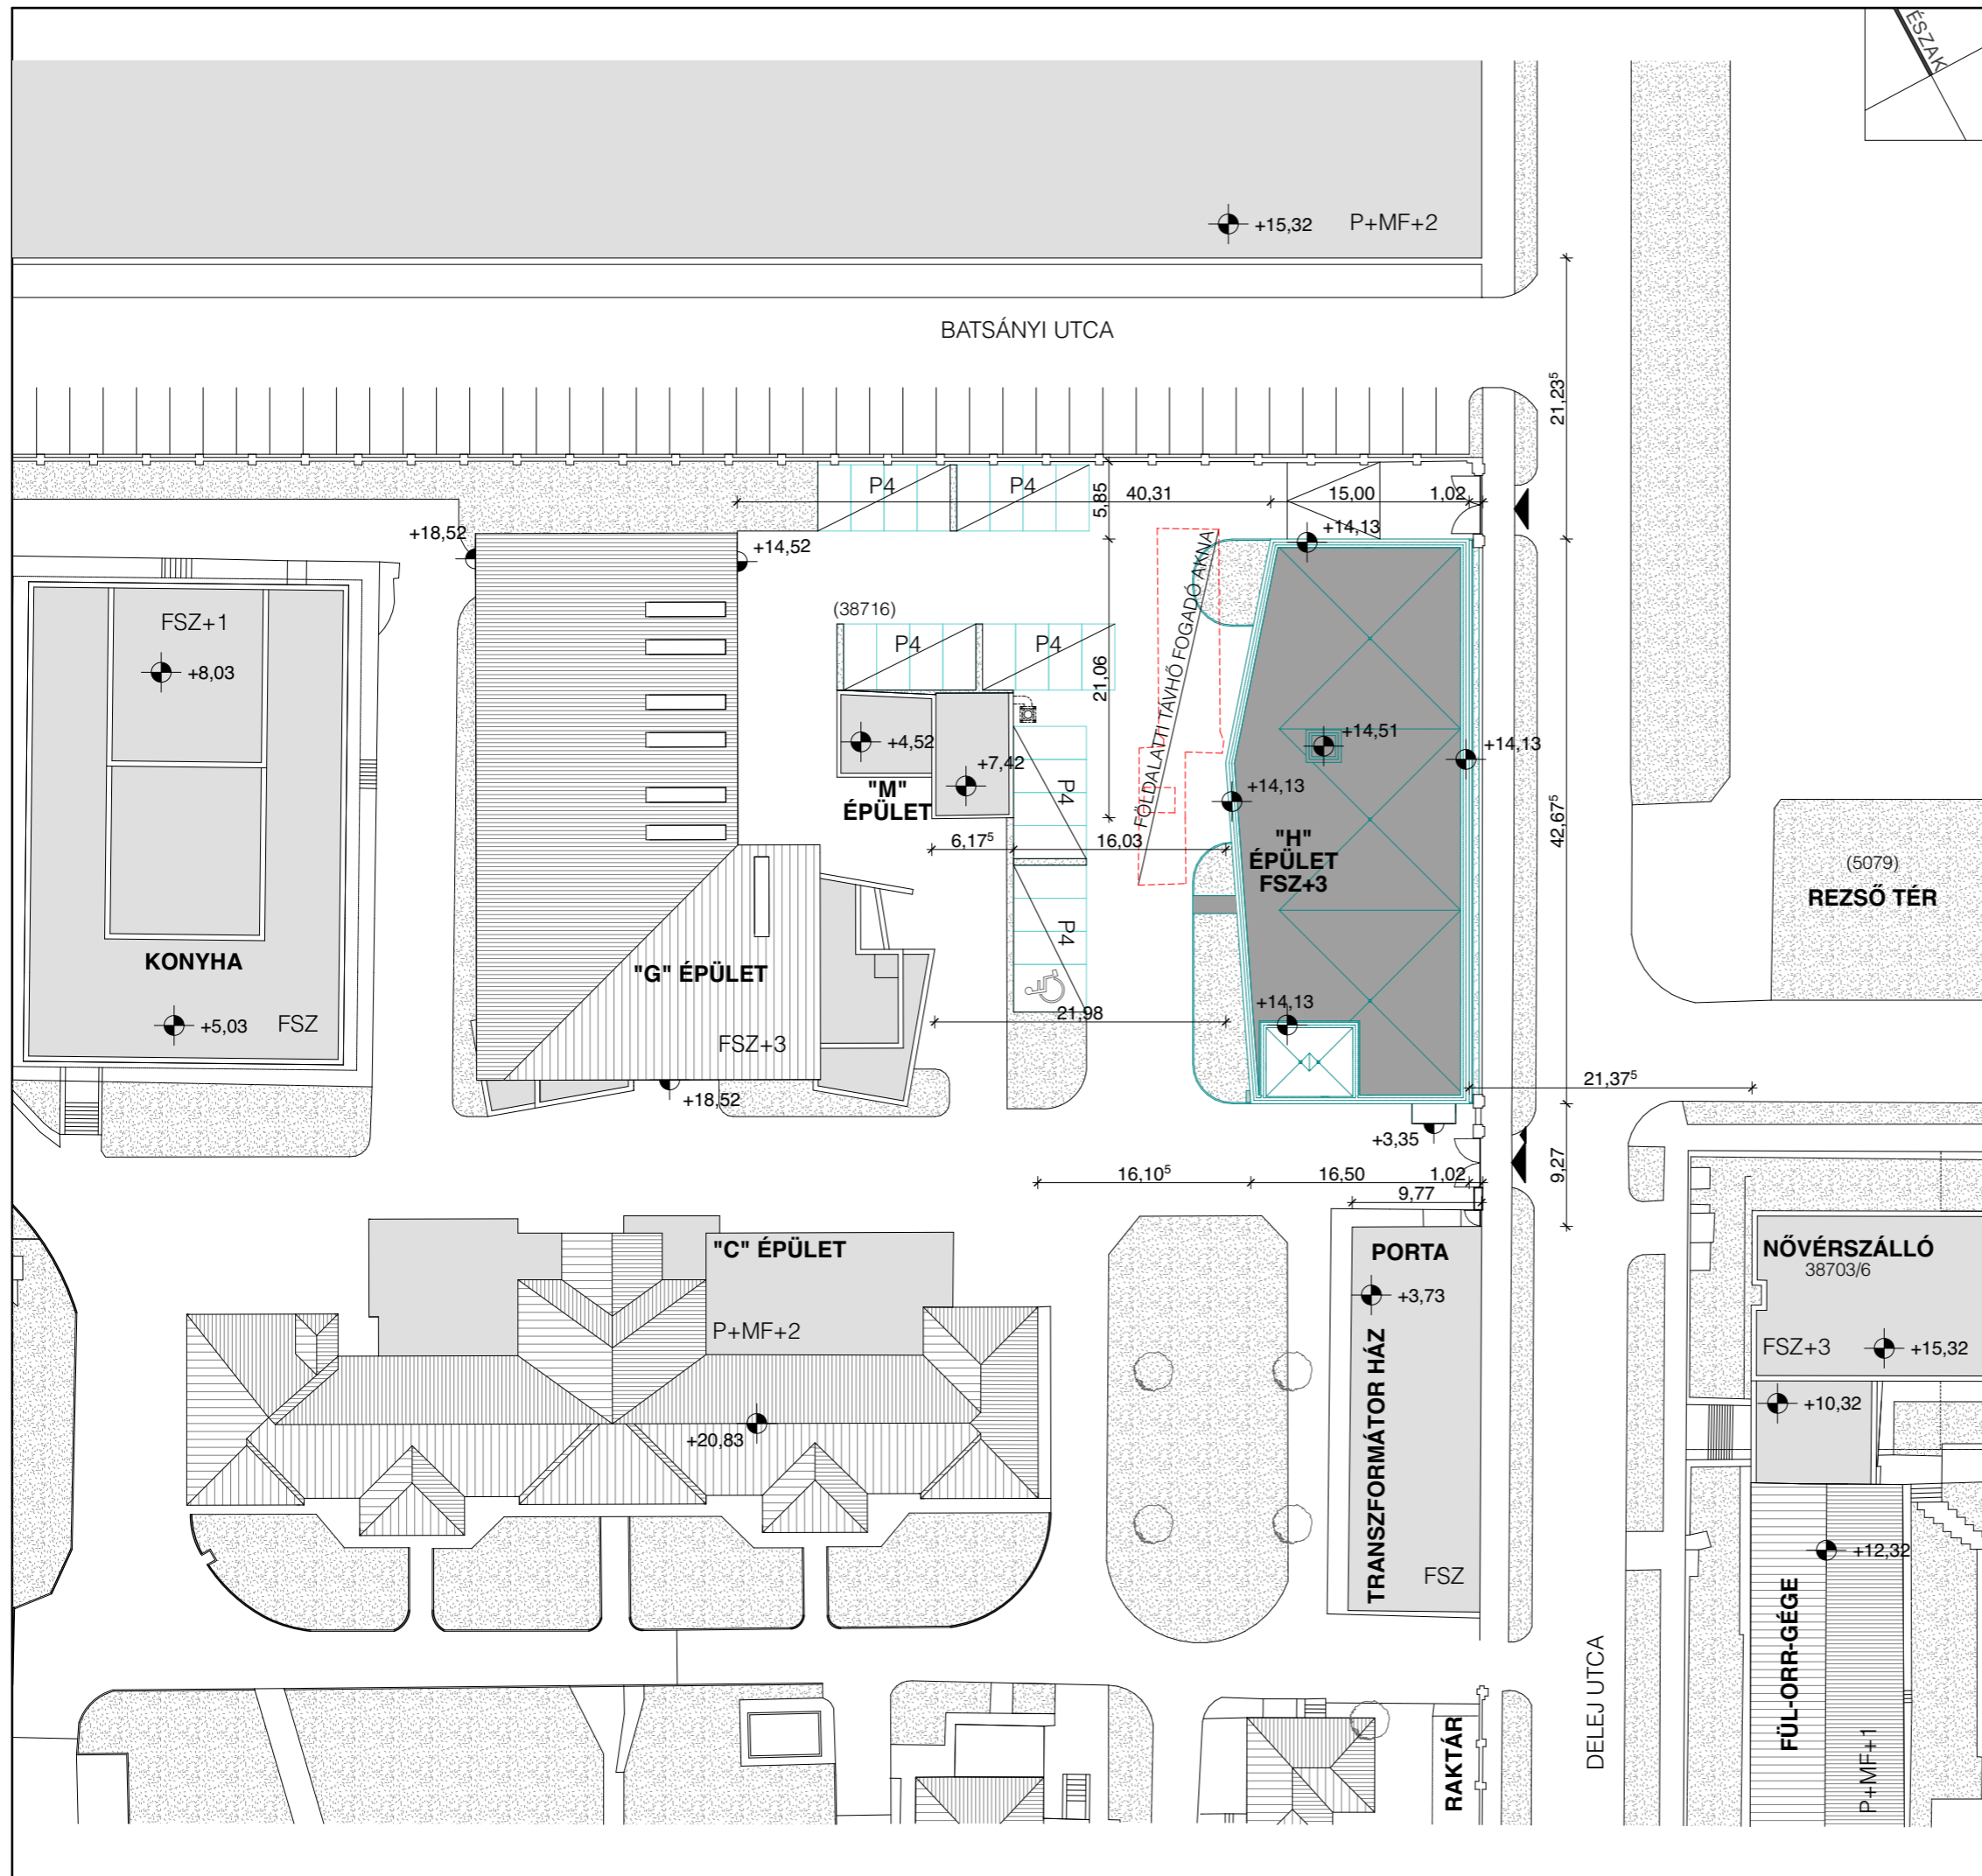 ÉSZAK
+15,32 P+MF+2
BATSÁNYI UTCA
21,23⁵
P4 P4
5,85
40,31 15,00 1,02
+18,52
+14,52
+14,13
FÖLDALATTI TÁVHŐ FOGADÓ AKNA
(38716)
FSZ+1
+8,03
P4 P4
21,06
+4,52
+7,42
"M"
ÉPÜLET
P4
+14,51
+14,13
+14,13
6,17⁵ 16,03
"H"
ÉPÜLET
FSZ+3
42,67⁵
(5079)
REZSŐ TÉR
KONYHA
"G" ÉPÜLET
P4
+5,03 FSZ
FSZ+3
21,98
+14,13
21,37⁵
+18,52
+3,35
9,27
16,10⁵ 16,50 1,02
9,77
"C" ÉPÜLET
P+MF+2
+20,83
PORTA
+3,73
TRANSZFORMÁTOR HÁZ
FSZ
NŐVÉRSZÁLLÓ
38703/6
FSZ+3 +15,32
+10,32
+12,32
FÜL-ORR-GÉGE
P+MF+1
DELEJ UTCA
RAKTÁR